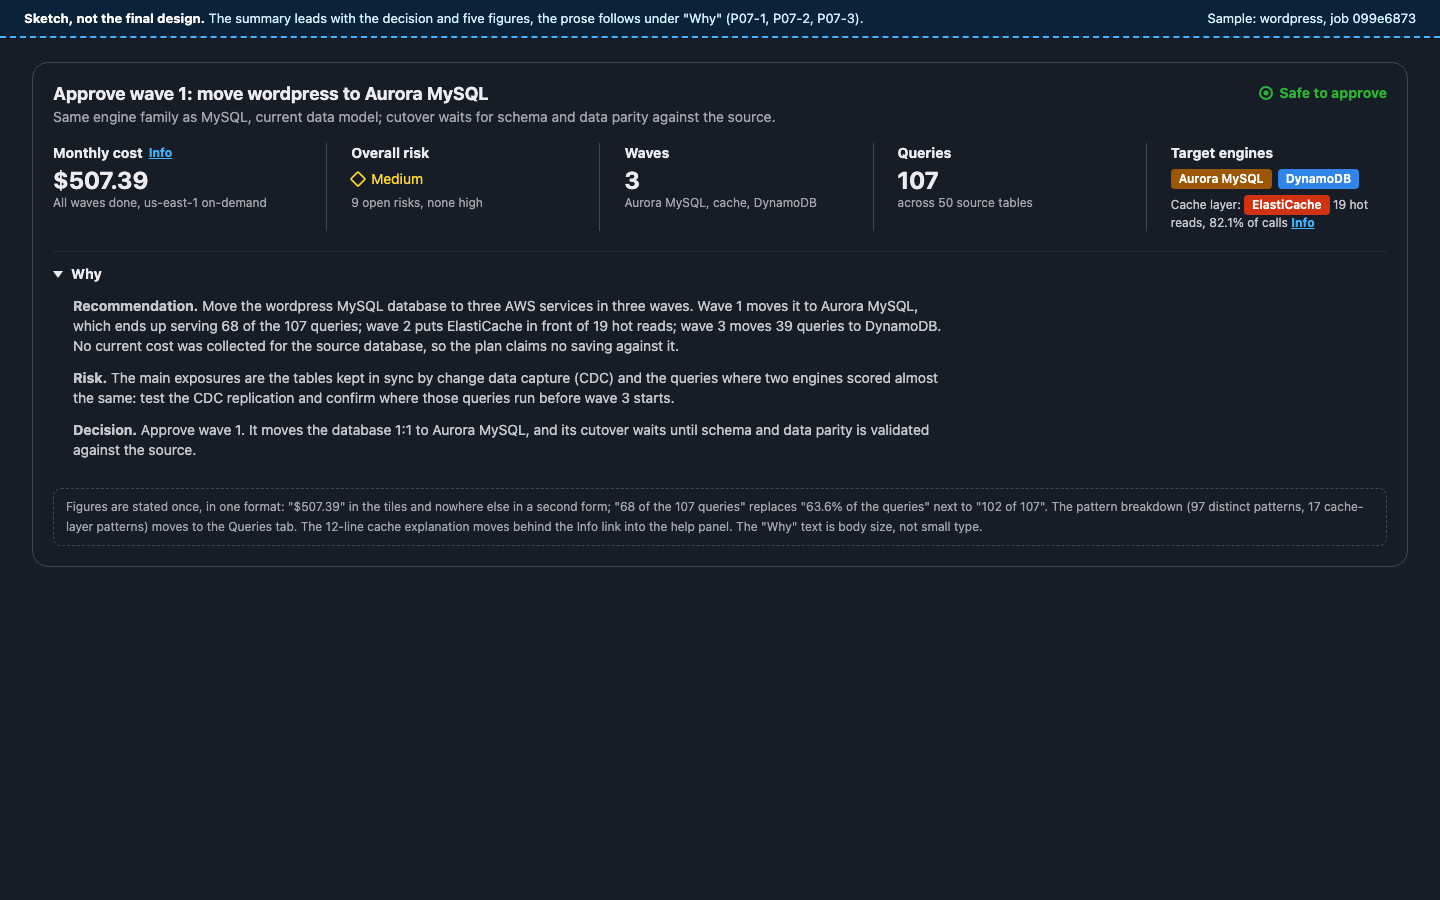 Sketch, not the final design. The summary leads with the decision and five figures, the prose follows under "Why" (P07-1, P07-2, P07-3).
Sample: wordpress, job 099e6873
Approve wave 1: move wordpress to Aurora MySQL
Safe to approve
Same engine family as MySQL, current data model; cutover waits for schema and data parity against the source.
Monthly cost Info
$507.39
All waves done, us-east-1 on-demand
Overall risk
Medium
9 open risks, none high
Waves
3
Aurora MySQL, cache, DynamoDB
Queries
107
across 50 source tables
Target engines
Aurora MySQL DynamoDB
Cache layer: ElastiCache 19 hot
reads, 82.1% of calls Info
Why
Recommendation. Move the wordpress MySQL database to three AWS services in three waves. Wave 1 moves it to Aurora MySQL,
which ends up serving 68 of the 107 queries; wave 2 puts ElastiCache in front of 19 hot reads; wave 3 moves 39 queries to DynamoDB.
No current cost was collected for the source database, so the plan claims no saving against it.
Risk. The main exposures are the tables kept in sync by change data capture (CDC) and the queries where two engines scored almost
the same: test the CDC replication and confirm where those queries run before wave 3 starts.
Decision. Approve wave 1. It moves the database 1:1 to Aurora MySQL, and its cutover waits until schema and data parity is validated
against the source.
Figures are stated once, in one format: "$507.39" in the tiles and nowhere else in a second form; "68 of the 107 queries" replaces "63.6% of the queries" next to "102 of 107". The pattern breakdown (97 distinct patterns, 17 cache-
layer patterns) moves to the Queries tab. The 12-line cache explanation moves behind the Info link into the help panel. The "Why" text is body size, not small type.